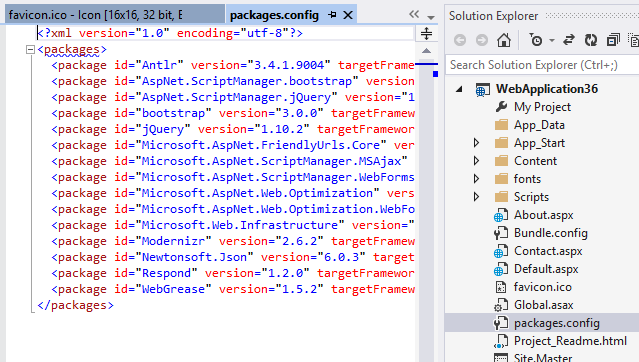 favicon.ico - Icon [16x16, 32 bit, B
packages.config
<?xml version="1.0" encoding="utf-8"?>
<packages>
<package id="Antlr" version="3.4.1.9004" targetFrame
<package id="AspNet.ScriptManager.bootstrap" version
<package id="AspNet.ScriptManager.jQuery" version="1
<package id="bootstrap" version="3.0.0" targetFramew
<package id="jQuery" version="1.10.2" targetFramewor
<package id="Microsoft.AspNet.FriendlyUrls.Core" ver
<package id="Microsoft.AspNet.ScriptManager.MSAjax"
<package id="Microsoft.AspNet.ScriptManager.WebForms
<package id="Microsoft.AspNet.Web.Optimization" vers
<package id="Microsoft.AspNet.Web.Optimization.WebFo
<package id="Microsoft.Web.Infrastructure" version="
<package id="Modernizr" version="2.6.2" targetFramew
<package id="Newtonsoft.Json" version="6.0.3" target
<package id="Respond" version="1.2.0" targetFramewor
<package id="WebGrease" version="1.5.2" targetFramew
</packages>
Solution Explorer
Search Solution Explorer (Ctrl+;)
WebApplication36
My Project
App_Data
App_Start
Content
fonts
Scripts
About.aspx
Bundle.config
Contact.aspx
Default.aspx
favicon.ico
Global.asax
packages.config
Project_Readme.html
Site.Master